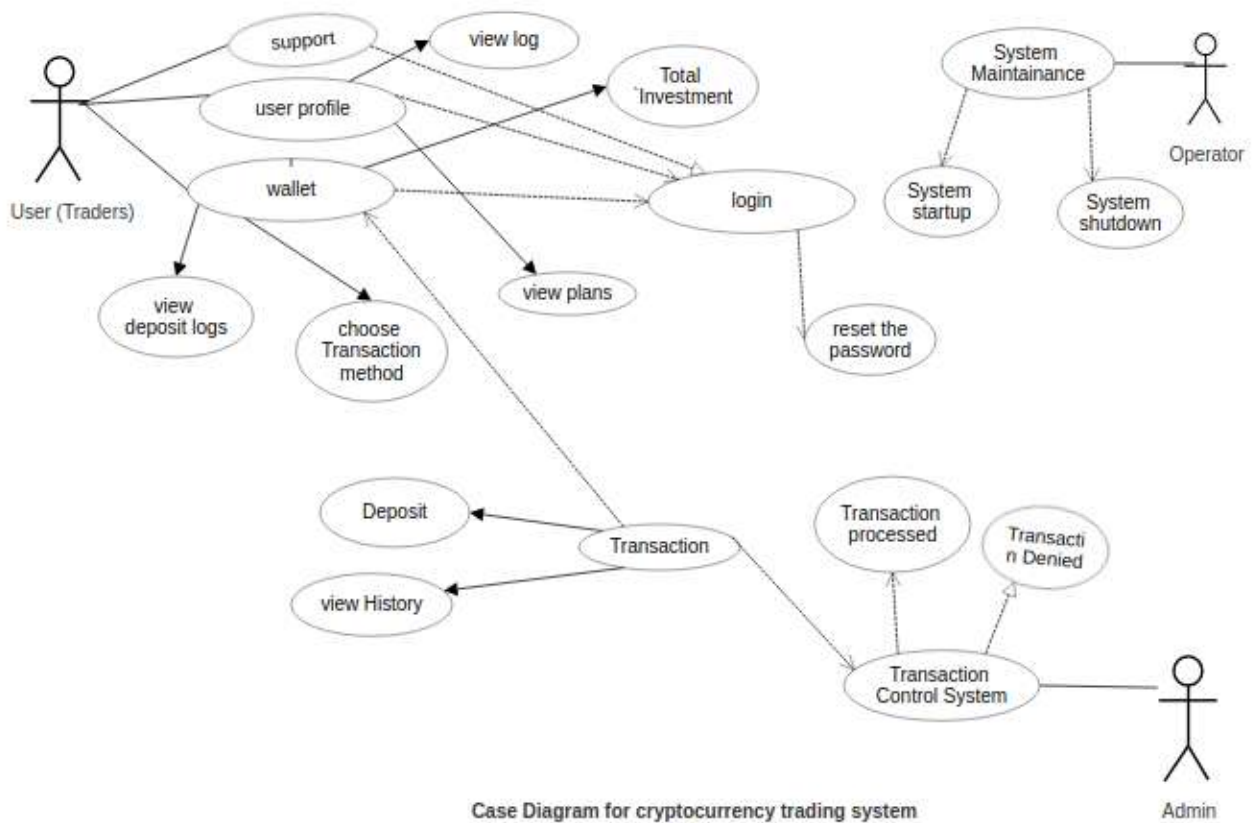 support
view log
System
Maintainance
Total
`Investment
user profile
Operator
wallet
login
System
startup
System
shutdown
User (Traders)
view plans
view
deposit logs
choose
Transaction
method
reset the
password
Deposit
Transaction
processed
Transacti
n Denied
Transaction
view History
Transaction
Control System
Case Diagram for cryptocurrency trading system
Admin